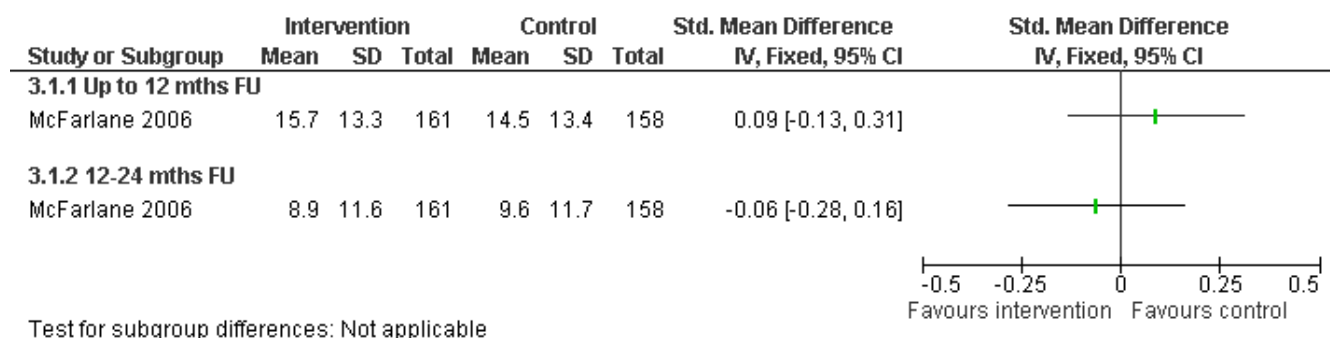 Intervention Control Std. Mean Difference Std. Mean Difference
Study or Subgroup Mean SD Total Mean SD Total IV, Fixed, 95% CI IV, Fixed, 95% CI
3.1.1 Up to 12 mths FU
McFarlane 2006 15.7 13.3 161 14.5 13.4 158 0.09 [-0.13, 0.31]
3.1.2 12-24 mths FU
McFarlane 2006 8.9 11.6 161 9.6 11.7 158 -0.06 [-0.28, 0.16]
-0.5 -0.25 0 0.25 0.5
Favours intervention Favours control
Test for subgroup differences: Not applicable